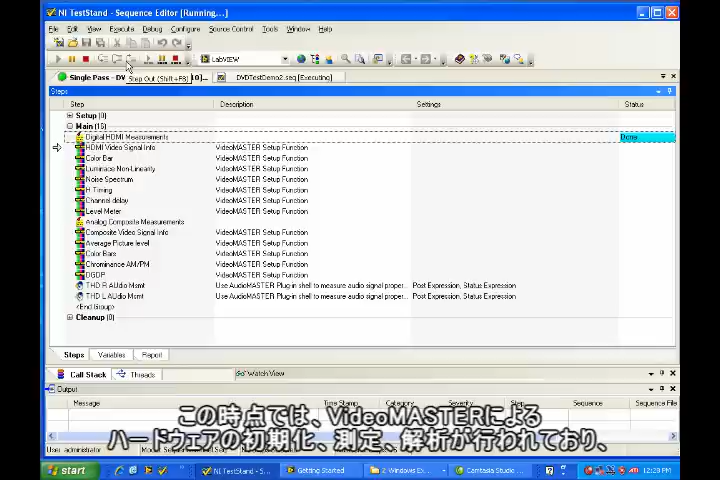 NI TestStand - Sequence Editor [Running...]
File Edit View Execute Debug Configure Source Control Tools Window Help
LabVIEW
Single Pass - DV 10]... DVDTestDemo2.seq [Executing]
Step Out (Shift+F8)
Steps
Step Description Settings Status
Setup (0)
Main (16)
Digital HDMI Measurements Done
HDMI Video Signal Info VideoMASTER Setup Function
Color Bar VideoMASTER Setup Function
Luminace Non-Linearity VideoMASTER Setup Function
Noise Spectrum VideoMASTER Setup Function
H Timing VideoMASTER Setup Function
Channel delay VideoMASTER Setup Function
Level Meter VideoMASTER Setup Function
Analog Composite Measurements
Composite Video Signal Info VideoMASTER Setup Function
Average Picture level VideoMASTER Setup Function
Color Bars VideoMASTER Setup Function
Chrominance AM/PM VideoMASTER Setup Function
DGDP VideoMASTER Setup Function
THD R AUdio Msmt Use AudioMASTER Plug-in shell to measure audio signal proper... Post Expression, Status Expression
THD L AUdio Msmt Use AudioMASTER Plug-in shell to measure audio signal proper... Post Expression, Status Expression
<End Group>
Cleanup (0)
Steps Variables Report
Call Stack Threads Watch View
Output
Message Time Stamp Category Severity Step Sequence Sequence File
この時点では、VideoMASTERによる
ハードウェアの初期化、測定、解析が行われており、
User: administrator
start NI TestStand - S... Getting Started 2 Windows Ex... Camtasia Studio ... 12:28 PM